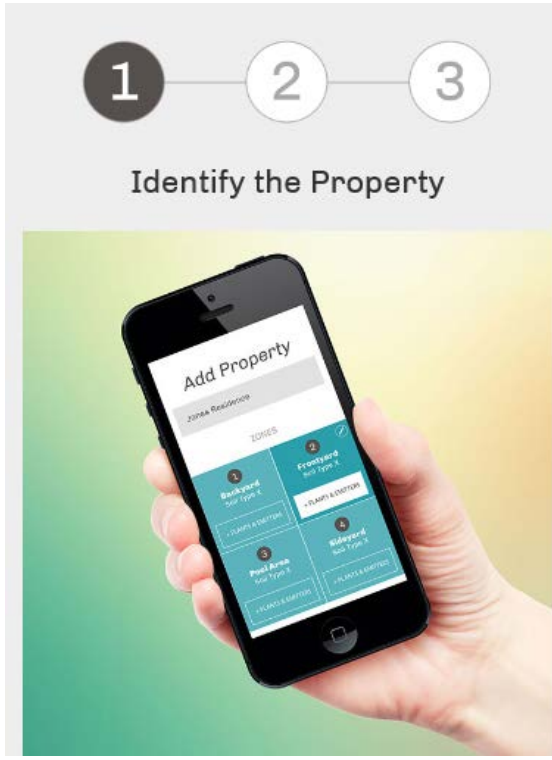 1 2 3
Identify the Property
Add Property
Jones Residence
ZONES
1
Backyard
Soil Type X
+ PLANTS & EMITTERS
2
Frontyard
Soil Type X
+ PLANTS & EMITTERS
3
Pool Area
Soil Type X
+ PLANTS & EMITTERS
4
Sideyard
Soil Type X
+ PLANTS & EMITTERS